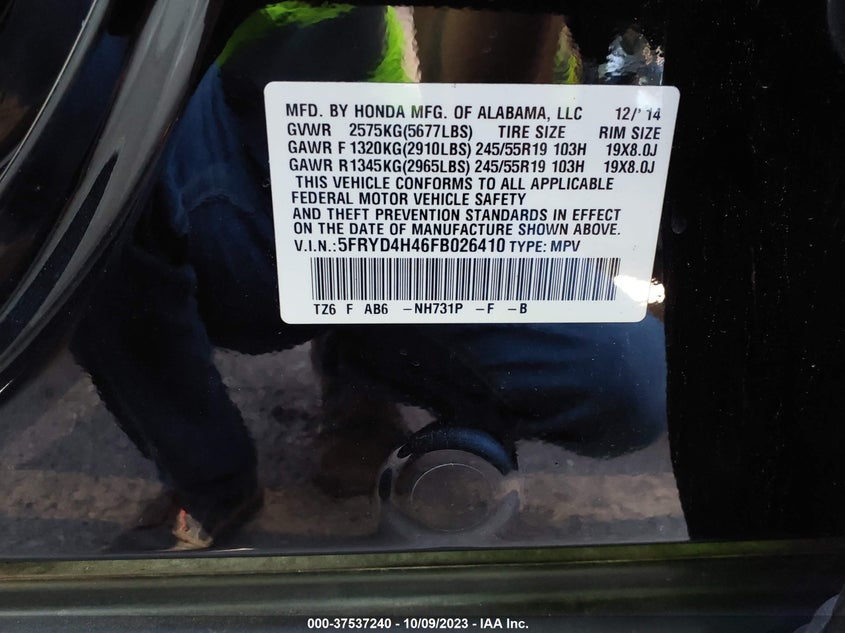 MFD. BY HONDA MFG. OF ALABAMA, LLC 12/'14
GVWR 2575KG(5677LBS) TIRE SIZE RIM SIZE
GAWR F 1320KG(2910LBS) 245/55R19 103H 19X8.0J
GAWR R1345KG(2965LBS) 245/55R19 103H 19X8.0J
THIS VEHICLE CONFORMS TO ALL APPLICABLE
FEDERAL MOTOR VEHICLE SAFETY
AND THEFT PREVENTION STANDARDS IN EFFECT
ON THE DATE OF MANUFACTURE SHOWN ABOVE.
V.I.N.: 5FRYD4H46FB026410 TYPE: MPV
TZ6 F AB6 -NH731P -F -B
000-37537240 - 10/09/2023 - IAA Inc.